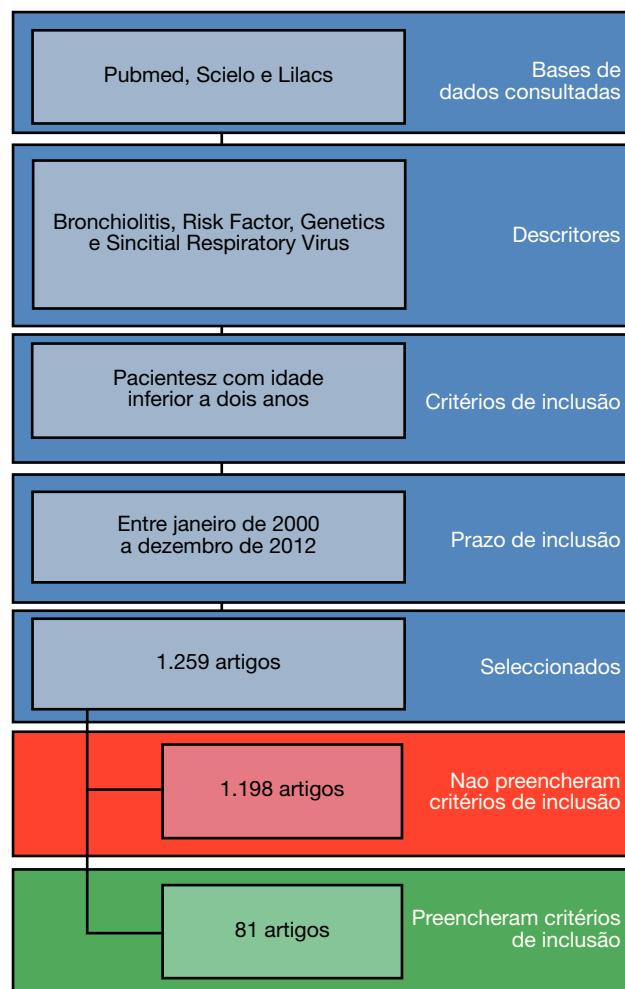 Pubmed, Scielo e Lilacs
Bases de
dados consultadas
Bronchiolitis, Risk Factor, Genetics
e Sincitial Respiratory Virus
Descritores
Pacientesz com idade
inferior a dois anos
Critérios de inclusão
Entre janeiro de 2000
a dezembro de 2012
Prazo de inclusão
1.259 artigos
Seleccionados
1.198 artigos
Nao preencheram
critérios de inclusão
81 artigos
Preencheram critérios
de inclusão